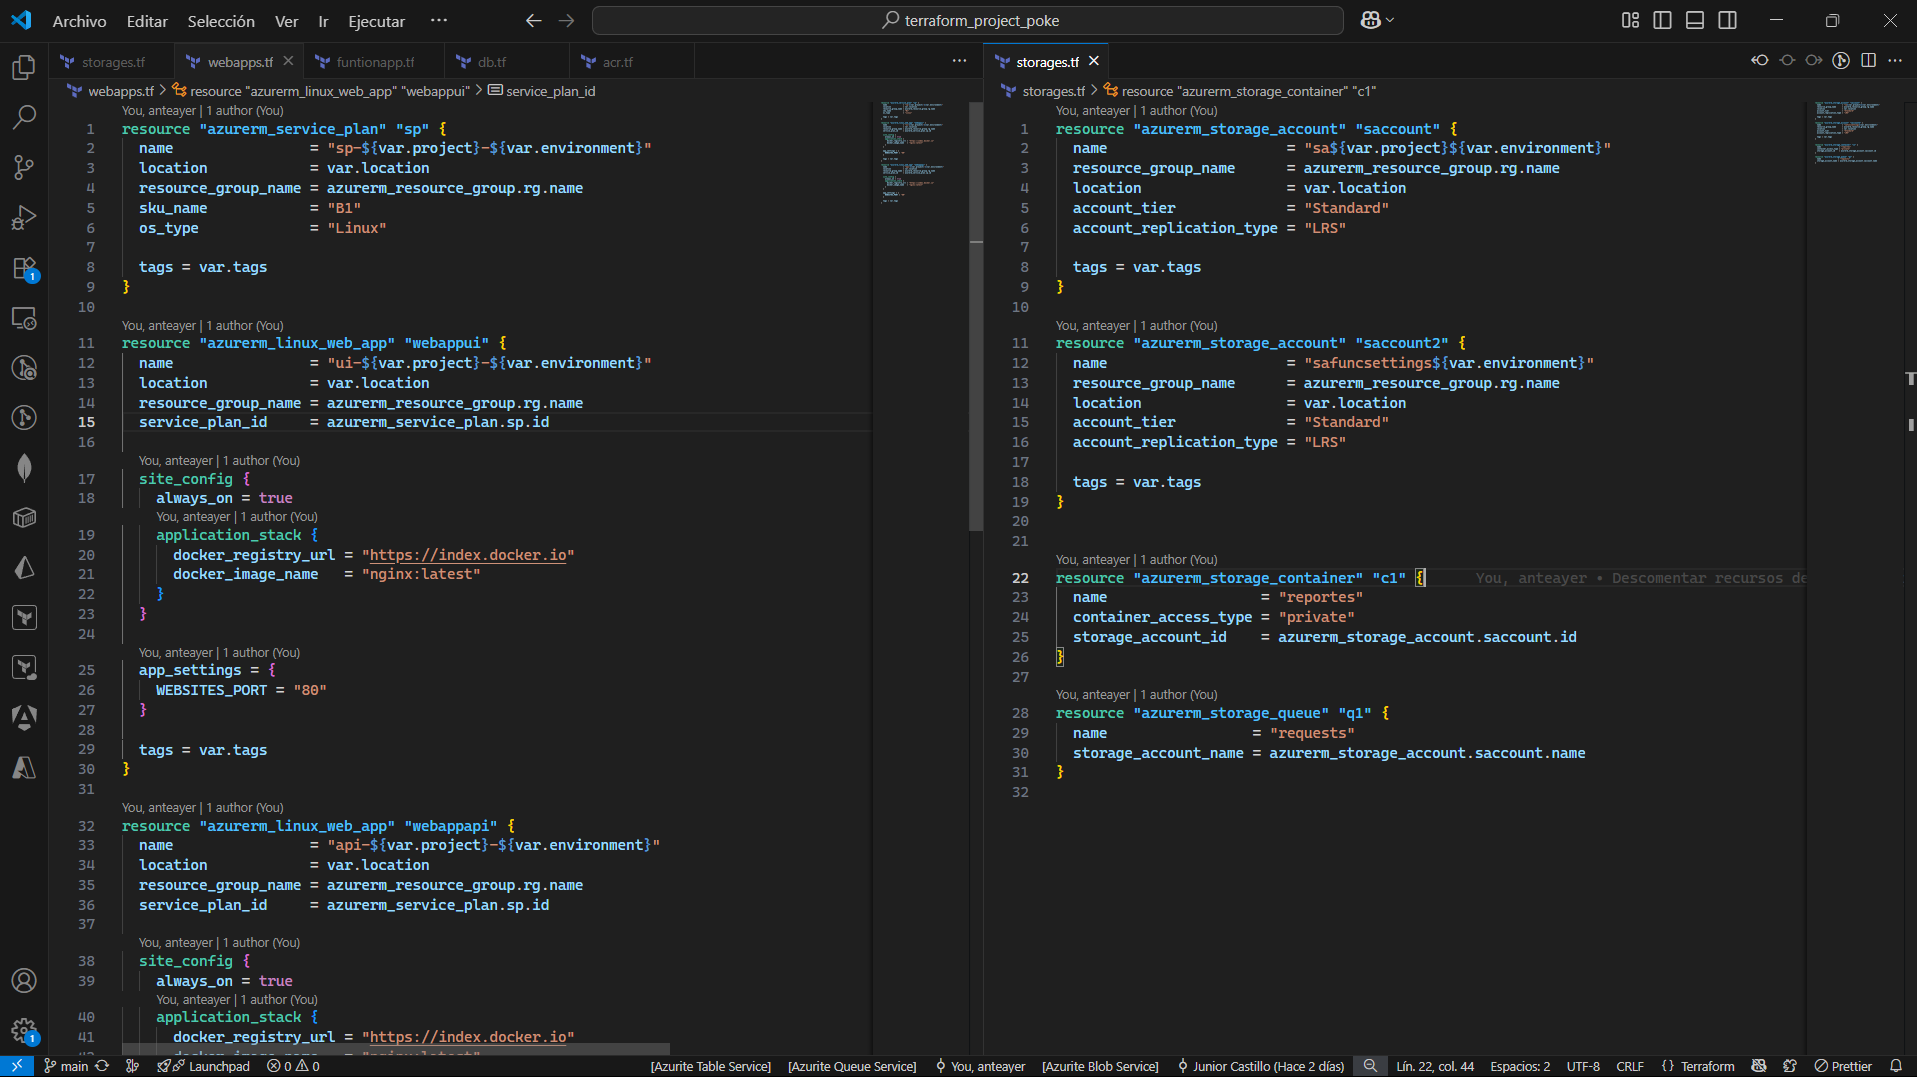 Archivo Editar Selección Ver Ir Ejecutar ··· terraform_project_poke
storages.tf webapps.tf funtionapp.tf db.tf acr.tf
webapps.tf > resource "azurerm_linux_web_app" "webappui" > service_plan_id
You, anteayer | 1 author (You)
1 resource "azurerm_service_plan" "sp" {
2 name = "sp-${var.project}-${var.environment}"
3 location = var.location
4 resource_group_name = azurerm_resource_group.rg.name
5 sku_name = "B1"
6 os_type = "Linux"
7
8 tags = var.tags
9 }
10
You, anteayer | 1 author (You)
11 resource "azurerm_linux_web_app" "webappui" {
12 name = "ui-${var.project}-${var.environment}"
13 location = var.location
14 resource_group_name = azurerm_resource_group.rg.name
15 service_plan_id = azurerm_service_plan.sp.id
16
You, anteayer | 1 author (You)
17 site_config {
18 always_on = true
You, anteayer | 1 author (You)
19 application_stack {
20 docker_registry_url = "https://index.docker.io"
21 docker_image_name = "nginx:latest"
22 }
23 }
24
You, anteayer | 1 author (You)
25 app_settings = {
26 WEBSITES_PORT = "80"
27 }
28
29 tags = var.tags
30 }
31
You, anteayer | 1 author (You)
32 resource "azurerm_linux_web_app" "webappapi" {
33 name = "api-${var.project}-${var.environment}"
34 location = var.location
35 resource_group_name = azurerm_resource_group.rg.name
36 service_plan_id = azurerm_service_plan.sp.id
37
You, anteayer | 1 author (You)
38 site_config {
39 always_on = true
You, anteayer | 1 author (You)
40 application_stack {
41 docker_registry_url = "https://index.docker.io"
storages.tf
storages.tf > resource "azurerm_storage_container" "c1"
You, anteayer | 1 author (You)
1 resource "azurerm_storage_account" "saccount" {
2 name = "sa${var.project}${var.environment}"
3 resource_group_name = azurerm_resource_group.rg.name
4 location = var.location
5 account_tier = "Standard"
6 account_replication_type = "LRS"
7
8 tags = var.tags
9 }
10
You, anteayer | 1 author (You)
11 resource "azurerm_storage_account" "saccount2" {
12 name = "safuncsettings${var.environment}"
13 resource_group_name = azurerm_resource_group.rg.name
14 location = var.location
15 account_tier = "Standard"
16 account_replication_type = "LRS"
17
18 tags = var.tags
19 }
20
21
You, anteayer | 1 author (You)
22 resource "azurerm_storage_container" "c1" { You, anteayer • Descomentar recursos de
23 name = "reportes"
24 container_access_type = "private"
25 storage_account_id = azurerm_storage_account.saccount.id
26 }
27
You, anteayer | 1 author (You)
28 resource "azurerm_storage_queue" "q1" {
29 name = "requests"
30 storage_account_name = azurerm_storage_account.saccount.name
31 }
32
1
1
main Launchpad 0 0 [Azurite Table Service] [Azurite Queue Service] You, anteayer [Azurite Blob Service] Junior Castillo (Hace 2 días) Lín. 22, col. 44 Espacios: 2 UTF-8 CRLF {} Terraform Prettier